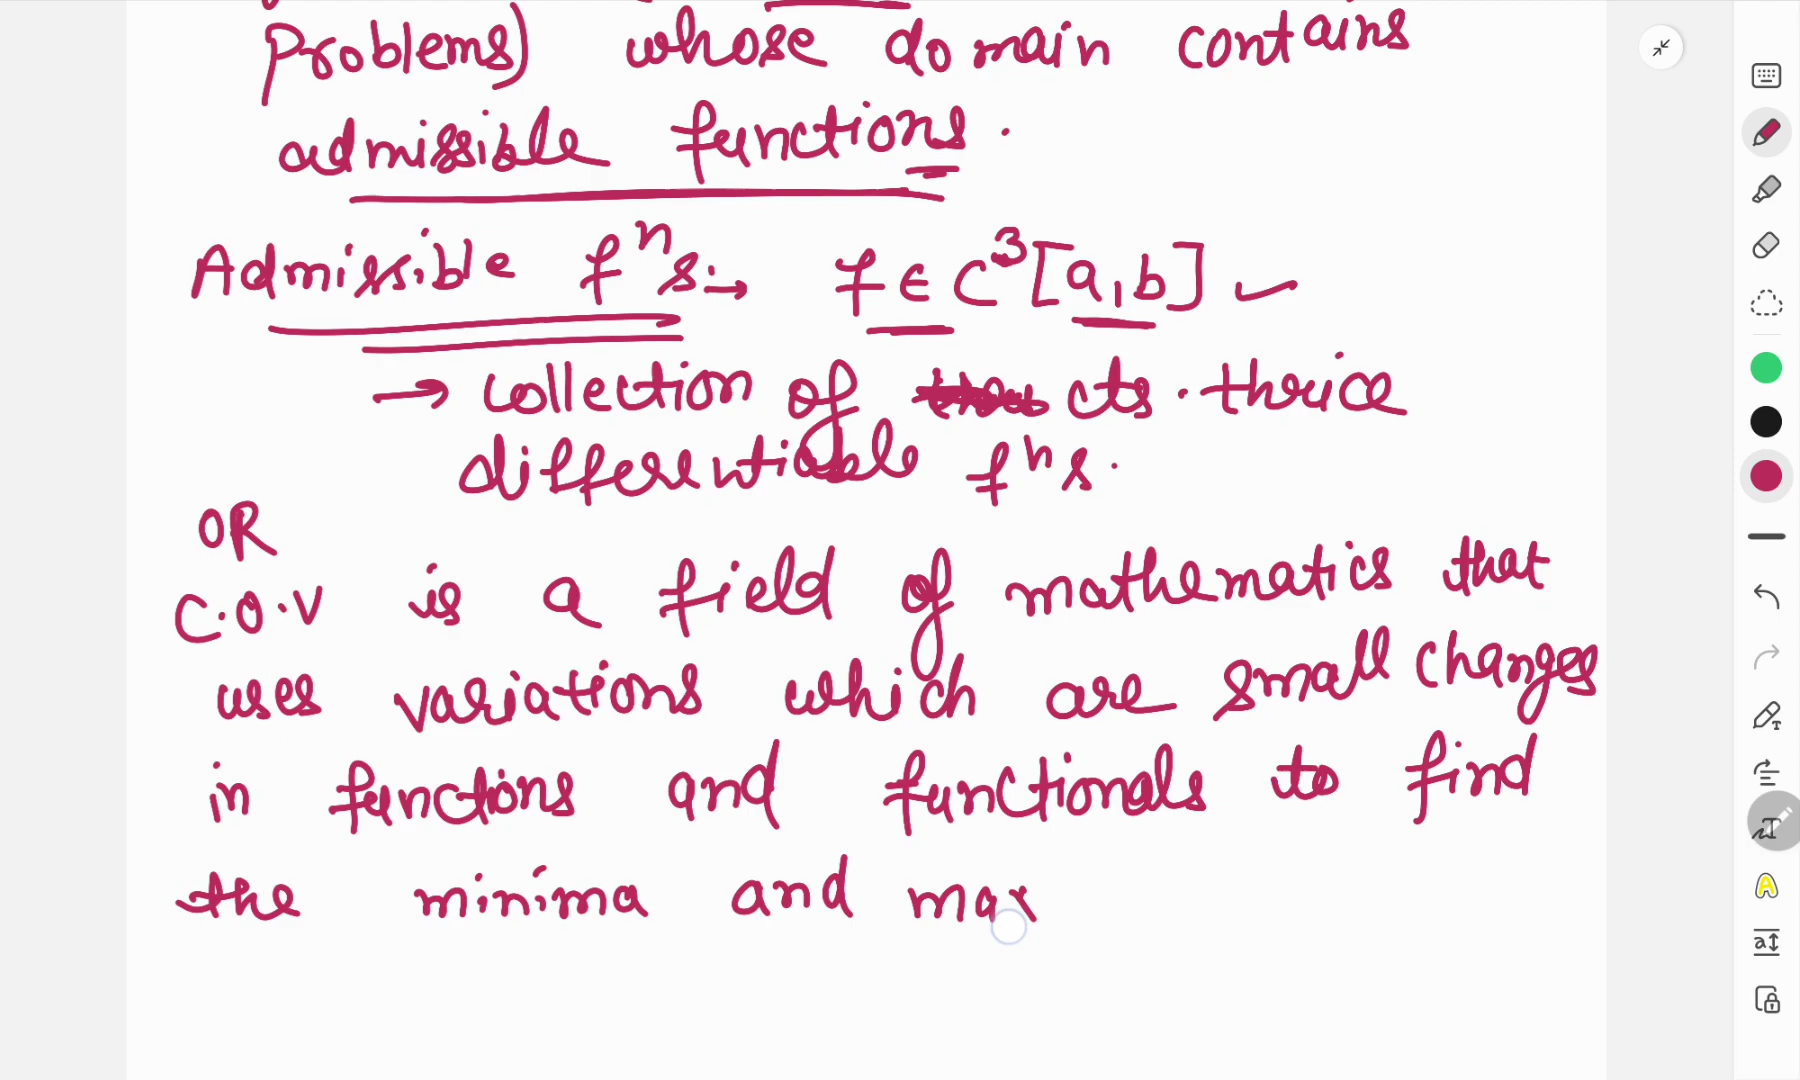 Problems) whose domain contains
admissible functions.
Admissible fⁿs → f ∈ C³[a,b]
→ collection of cts. thrice
differentiable fⁿs.
OR
C.O.V is a field of mathematics that
uses variations which are small changes
in functions and functionals to find
the minima and max